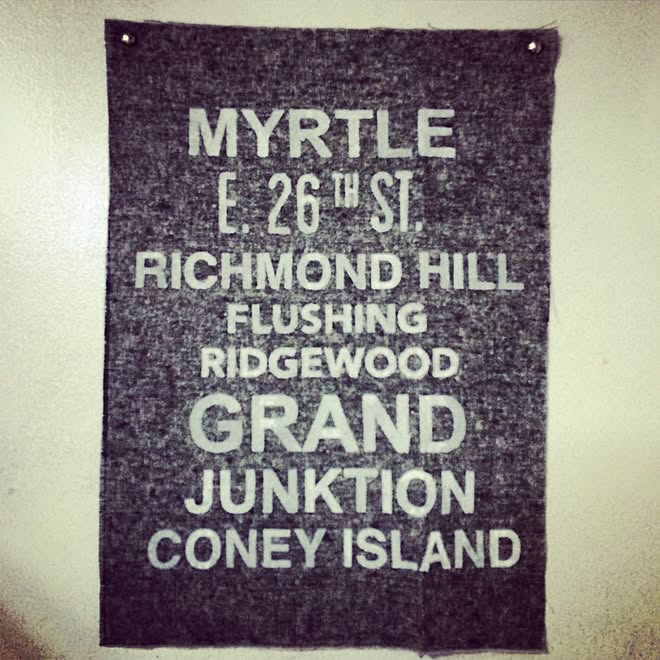 MYRTLE
E. 26TH ST.
RICHMOND HILL
FLUSHING
RIDGEWOOD
GRAND
JUNKTION
CONEY ISLAND